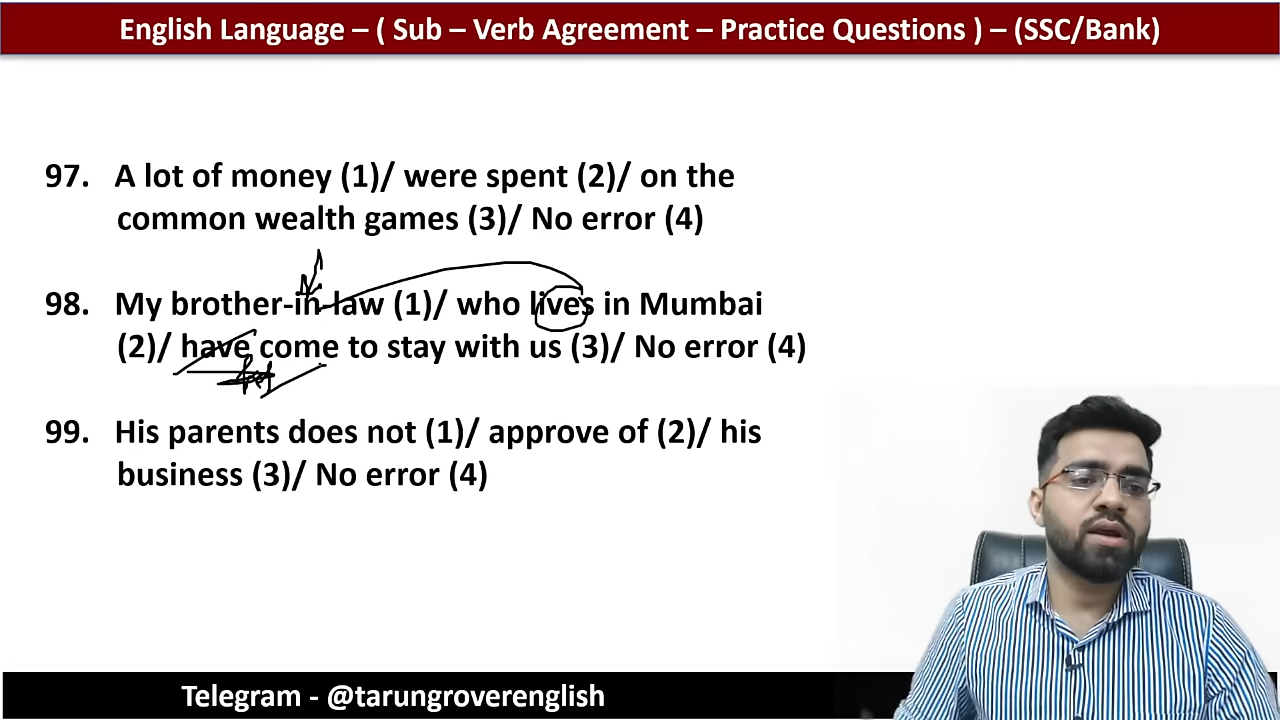 English Language – ( Sub – Verb Agreement – Practice Questions ) – (SSC/Bank)
97. A lot of money (1)/ were spent (2)/ on the
common wealth games (3)/ No error (4)
98. My brother-in law (1)/ who lives in Mumbai
(2)/ have come to stay with us (3)/ No error (4)
99. His parents does not (1)/ approve of (2)/ his
business (3)/ No error (4)
Telegram - @tarungroverenglish